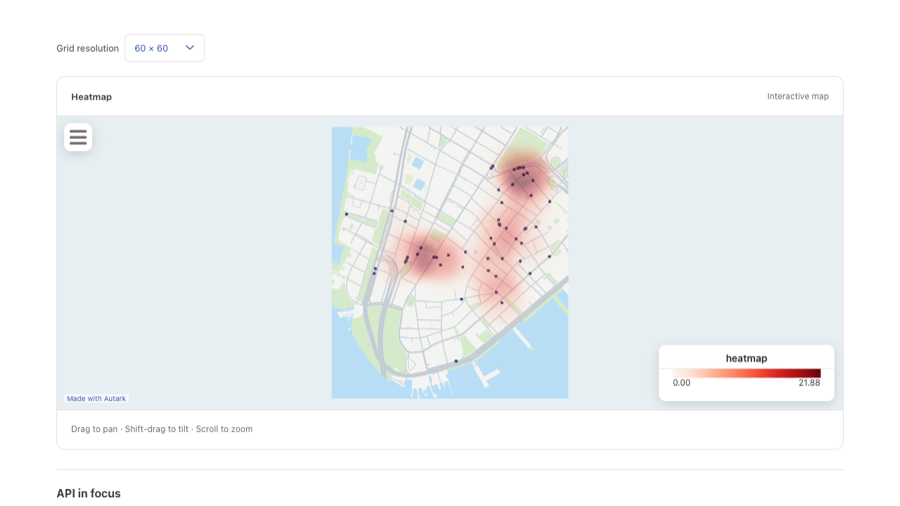 Grid resolution 60 × 60
Heatmap
Interactive map
heatmap
0.00 21.88
Made with Autark
Drag to pan · Shift-drag to tilt · Scroll to zoom
API in focus